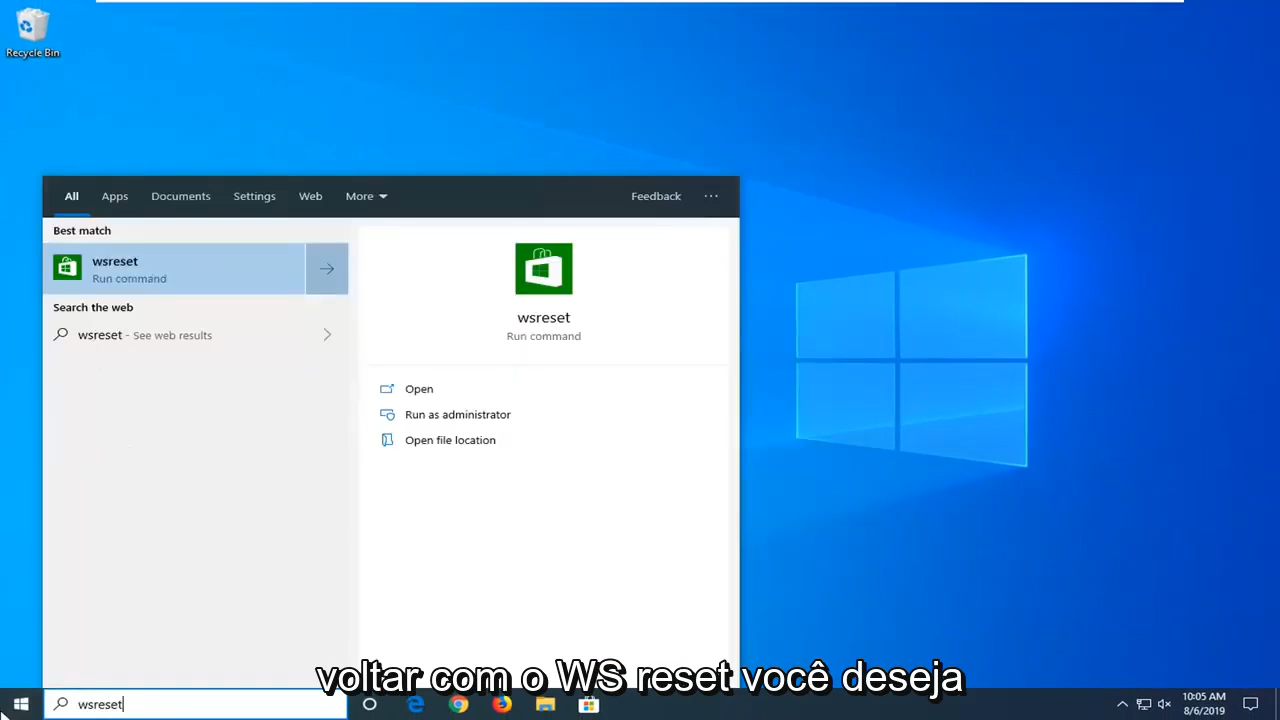 Recycle Bin
All Apps Documents Settings Web More Feedback ...
Best match
wsreset
Run command
Search the web
wsreset - See web results
wsreset
Run command
Open
Run as administrator
Open file location
voltar com o WS reset você deseja
wsreset
10:05 AM
8/6/2019